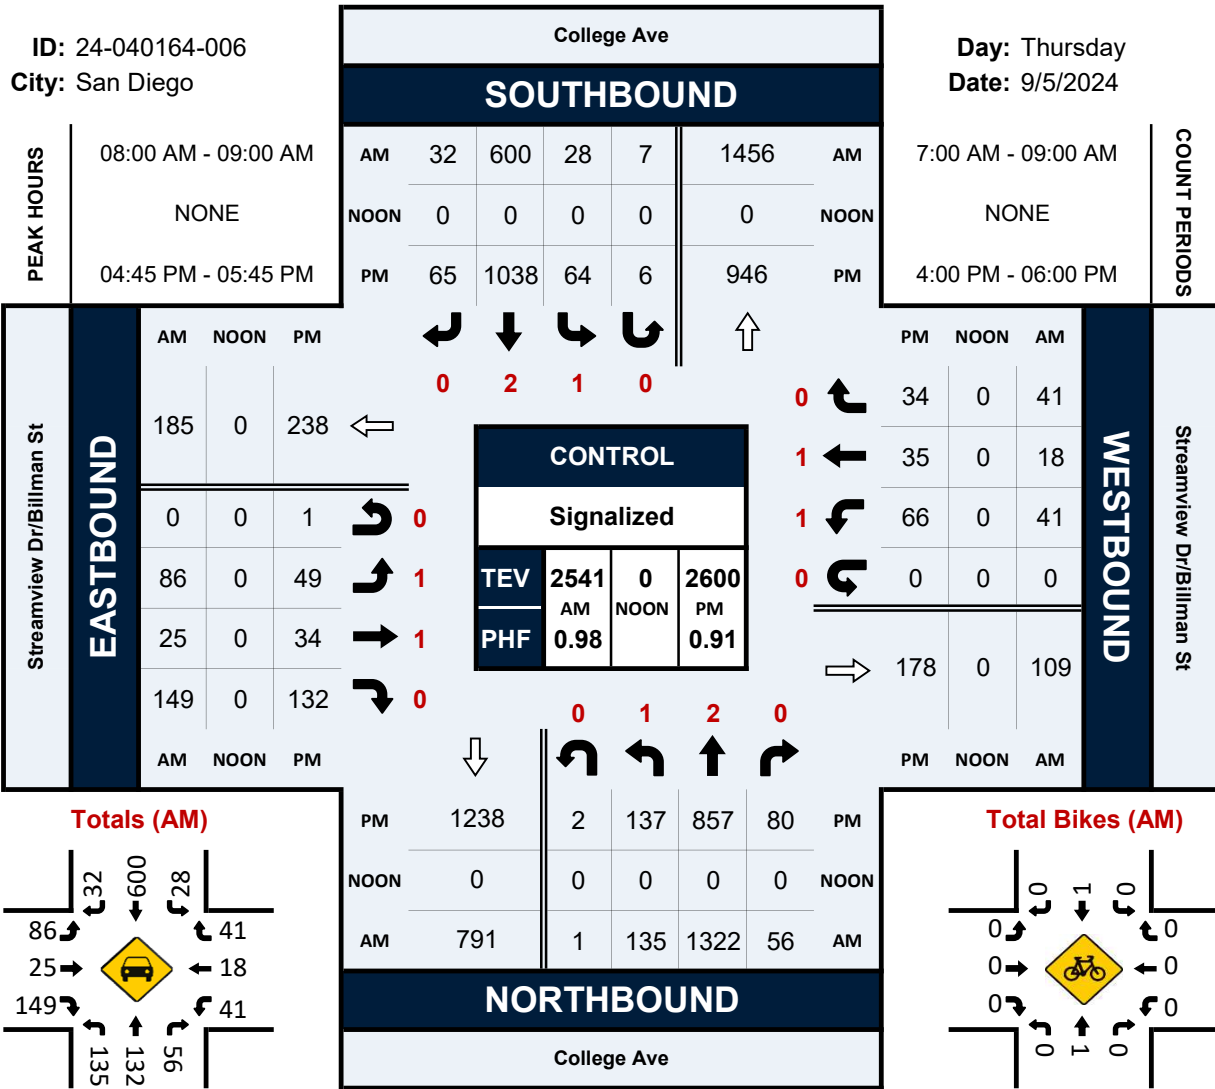 College Ave
ID: 24-040164-006
City: San Diego
Day: Thursday
Date: 9/5/2024
SOUTHBOUND
PEAK HOURS
08:00 AM - 09:00 AM
NONE
04:45 PM - 05:45 PM
AM 32 600 28 7 1456 AM
NOON 0 0 0 0 0 NOON
PM 65 1038 64 6 946 PM
7:00 AM - 09:00 AM
NONE
4:00 PM - 06:00 PM
COUNT PERIODS
0 2 1 0
Streamview Dr/Billman St
EASTBOUND
AM NOON PM
185 0 238
0 0 1 0
86 0 49 1
25 0 34 1
149 0 132 0
AM NOON PM
CONTROL
Signalized
TEV 2541 0 2600
AM NOON PM
PHF 0.98 0.91
PM NOON AM
0 34 0 41
1 35 0 18
1 66 0 41
0 0 0 0
178 0 109
PM NOON AM
WESTBOUND
Streamview Dr/Billman St
0 1 2 0
PM 1238 2 137 857 80 PM
NOON 0 0 0 0 0 NOON
AM 791 1 135 1322 56 AM
NORTHBOUND
College Ave
Totals (AM)
32 600 28
86 41
25 18
149 41
135 132 56
Total Bikes (AM)
0 1 0
0 0
0 0
0 0
0 1 0